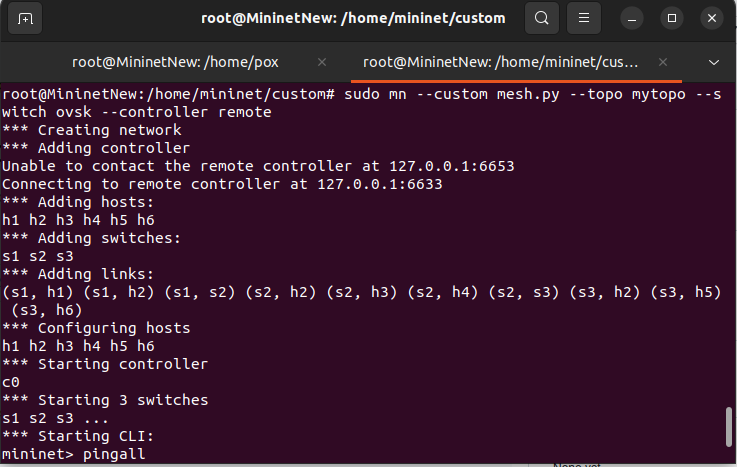 root@MininetNew: /home/mininet/custom
root@MininetNew: /home/pox
root@MininetNew: /home/mininet/cus...
root@MininetNew:/home/mininet/custom# sudo mn --custom mesh.py --topo mytopo --s
witch ovsk --controller remote
*** Creating network
*** Adding controller
Unable to contact the remote controller at 127.0.0.1:6653
Connecting to remote controller at 127.0.0.1:6633
*** Adding hosts:
h1 h2 h3 h4 h5 h6
*** Adding switches:
s1 s2 s3
*** Adding links:
(s1, h1) (s1, h2) (s1, s2) (s2, h2) (s2, h3) (s2, h4) (s2, s3) (s3, h2) (s3, h5)
(s3, h6)
*** Configuring hosts
h1 h2 h3 h4 h5 h6
*** Starting controller
c0
*** Starting 3 switches
s1 s2 s3 ...
*** Starting CLI:
mininet> pingall